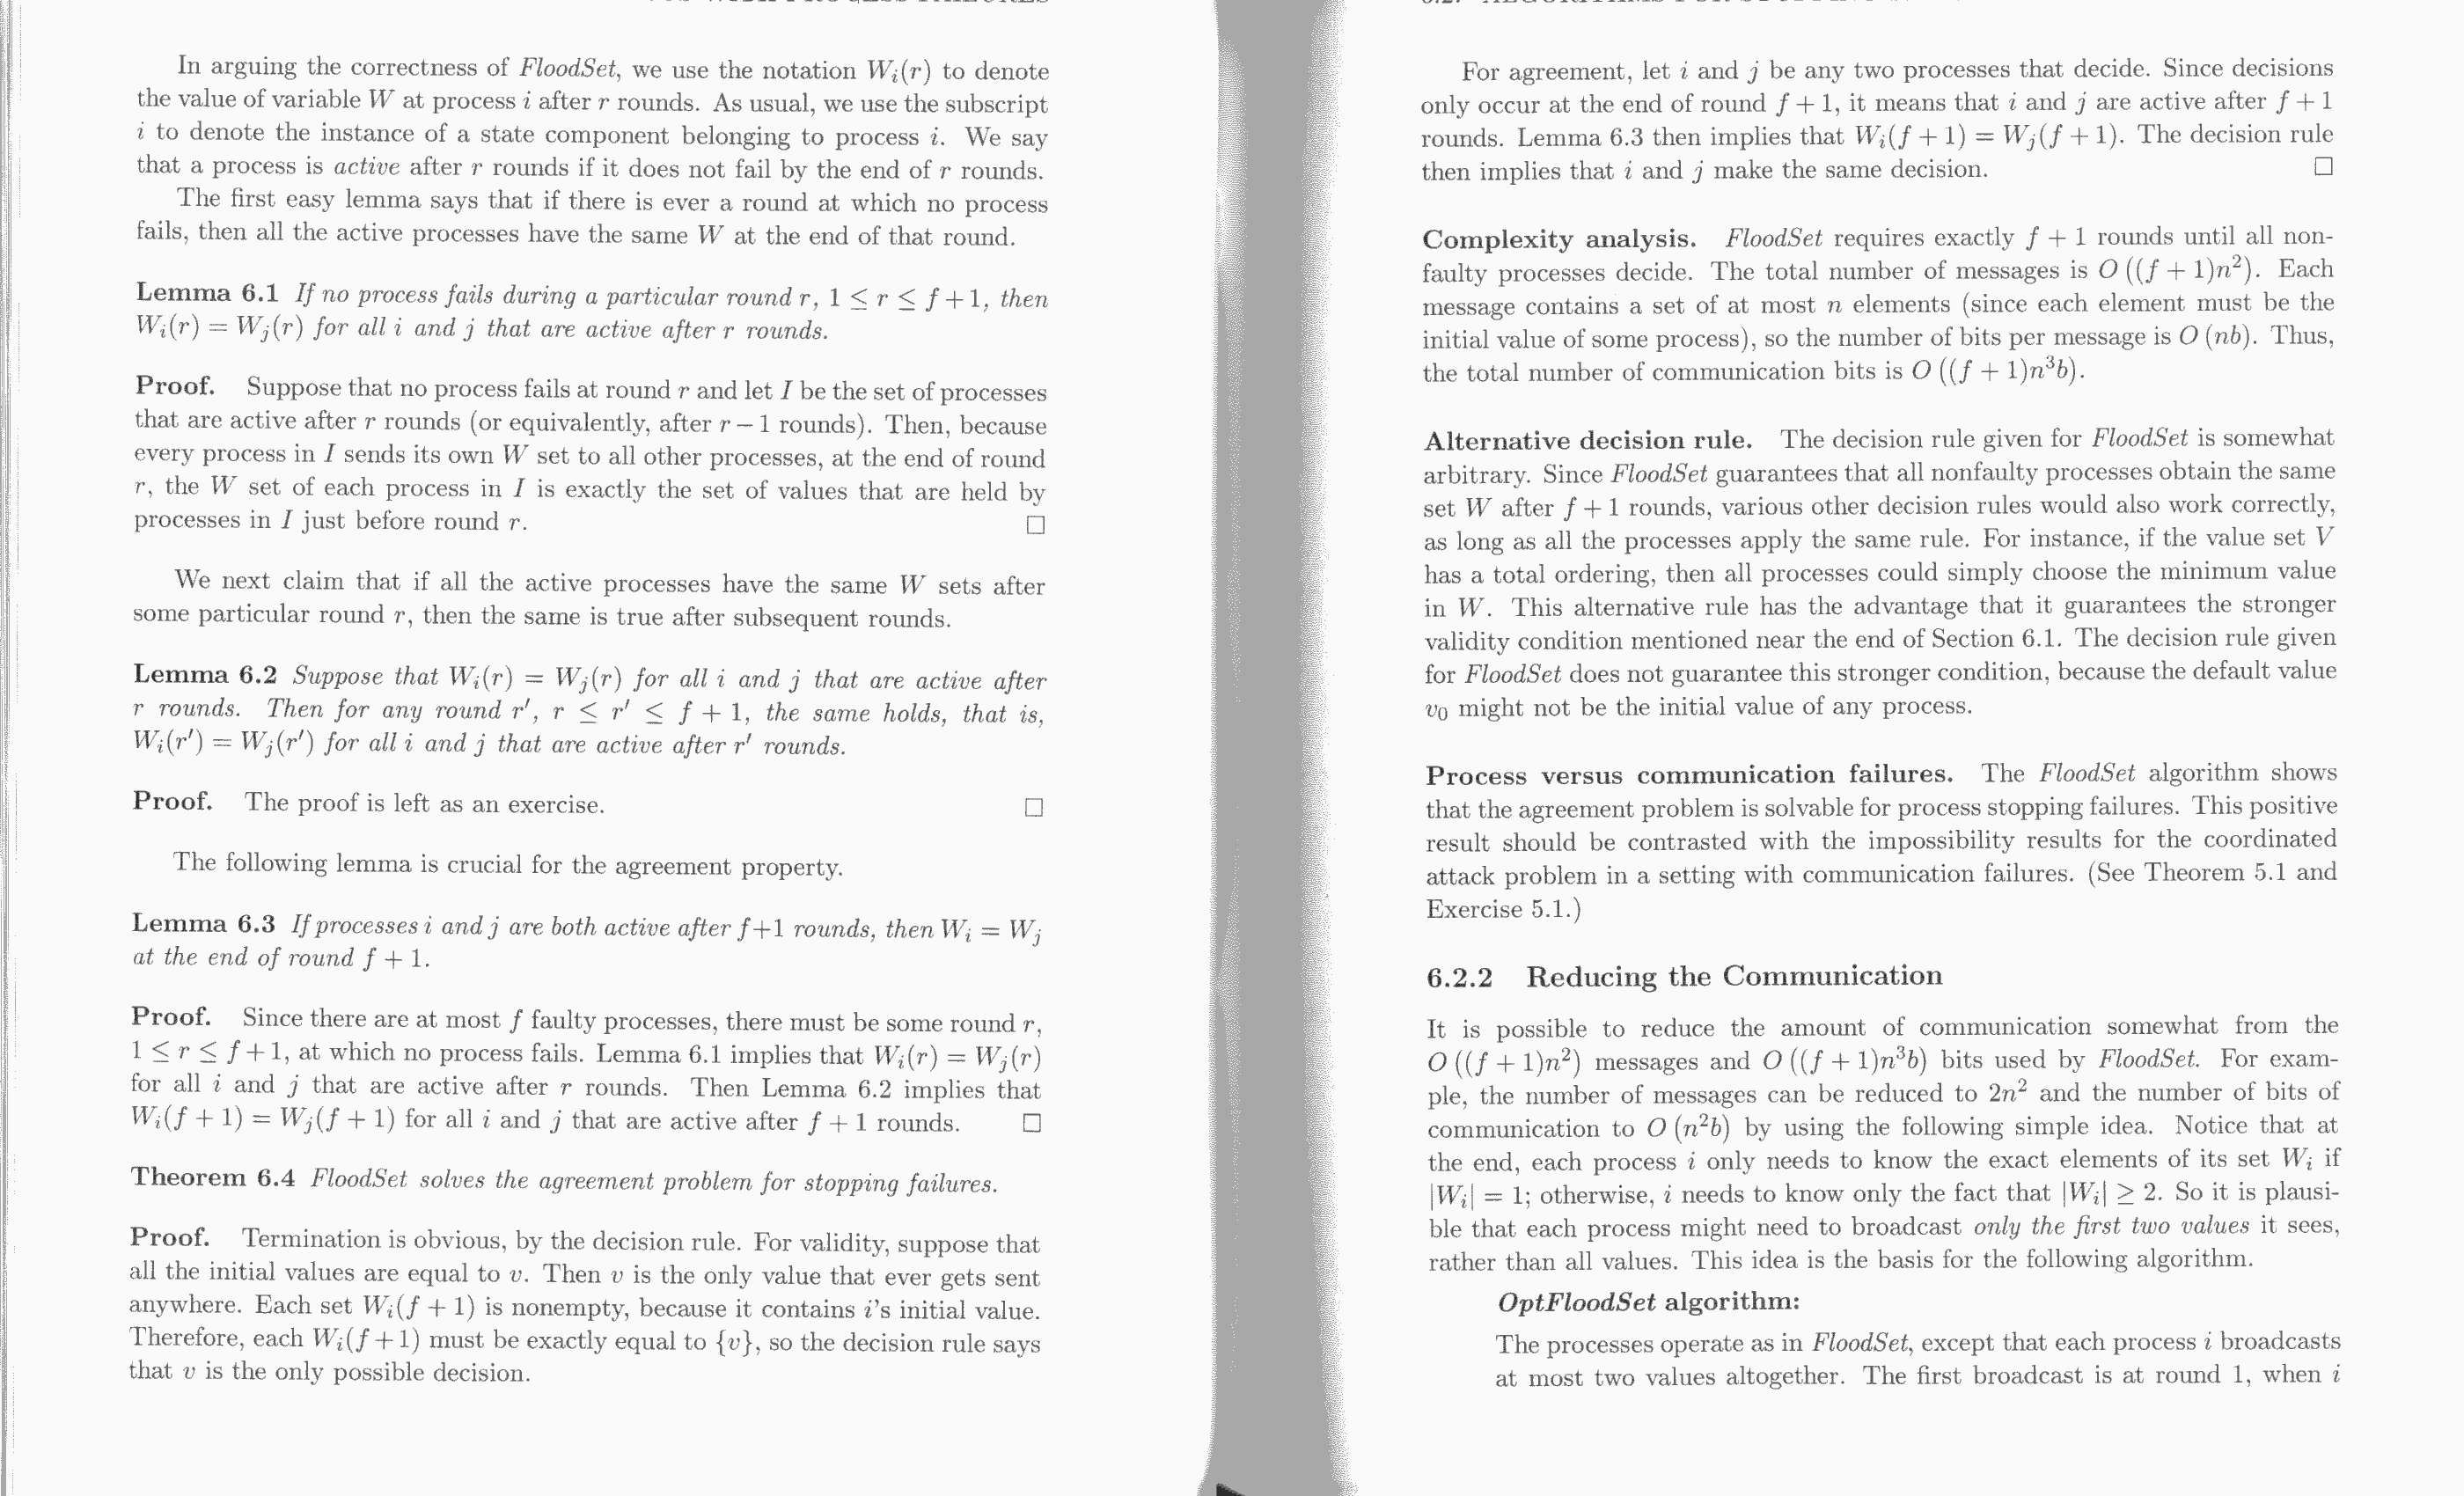 In arguing the correctness of FloodSet, we use the notation Wᵢ(r) to denote
the value of variable W at process i after r rounds. As usual, we use the subscript
i to denote the instance of a state component belonging to process i. We say
that a process is active after r rounds if it does not fail by the end of r rounds.
The first easy lemma says that if there is ever a round at which no process
fails, then all the active processes have the same W at the end of that round.
Lemma 6.1 If no process fails during a particular round r, 1 ≤ r ≤ f + 1, then
Wᵢ(r) = Wⱼ(r) for all i and j that are active after r rounds.
Proof. Suppose that no process fails at round r and let I be the set of processes
that are active after r rounds (or equivalently, after r − 1 rounds). Then, because
every process in I sends its own W set to all other processes, at the end of round
r, the W set of each process in I is exactly the set of values that are held by
processes in I just before round r. □
We next claim that if all the active processes have the same W sets after
some particular round r, then the same is true after subsequent rounds.
Lemma 6.2 Suppose that Wᵢ(r) = Wⱼ(r) for all i and j that are active after
r rounds. Then for any round r′, r ≤ r′ ≤ f + 1, the same holds, that is,
Wᵢ(r′) = Wⱼ(r′) for all i and j that are active after r′ rounds.
Proof. The proof is left as an exercise. □
The following lemma is crucial for the agreement property.
Lemma 6.3 If processes i and j are both active after f+1 rounds, then Wᵢ = Wⱼ
at the end of round f + 1.
Proof. Since there are at most f faulty processes, there must be some round r,
1 ≤ r ≤ f + 1, at which no process fails. Lemma 6.1 implies that Wᵢ(r) = Wⱼ(r)
for all i and j that are active after r rounds. Then Lemma 6.2 implies that
Wᵢ(f + 1) = Wⱼ(f + 1) for all i and j that are active after f + 1 rounds. □
Theorem 6.4 FloodSet solves the agreement problem for stopping failures.
Proof. Termination is obvious, by the decision rule. For validity, suppose that
all the initial values are equal to v. Then v is the only value that ever gets sent
anywhere. Each set Wᵢ(f + 1) is nonempty, because it contains i's initial value.
Therefore, each Wᵢ(f + 1) must be exactly equal to {v}, so the decision rule says
that v is the only possible decision.
For agreement, let i and j be any two processes that decide. Since decisions
only occur at the end of round f + 1, it means that i and j are active after f + 1
rounds. Lemma 6.3 then implies that Wᵢ(f + 1) = Wⱼ(f + 1). The decision rule
then implies that i and j make the same decision. □
Complexity analysis. FloodSet requires exactly f + 1 rounds until all non-
faulty processes decide. The total number of messages is O ((f + 1)n²). Each
message contains a set of at most n elements (since each element must be the
initial value of some process), so the number of bits per message is O (nb). Thus,
the total number of communication bits is O ((f + 1)n³b).
Alternative decision rule. The decision rule given for FloodSet is somewhat
arbitrary. Since FloodSet guarantees that all nonfaulty processes obtain the same
set W after f + 1 rounds, various other decision rules would also work correctly,
as long as all the processes apply the same rule. For instance, if the value set V
has a total ordering, then all processes could simply choose the minimum value
in W. This alternative rule has the advantage that it guarantees the stronger
validity condition mentioned near the end of Section 6.1. The decision rule given
for FloodSet does not guarantee this stronger condition, because the default value
v₀ might not be the initial value of any process.
Process versus communication failures. The FloodSet algorithm shows
that the agreement problem is solvable for process stopping failures. This positive
result should be contrasted with the impossibility results for the coordinated
attack problem in a setting with communication failures. (See Theorem 5.1 and
Exercise 5.1.)
6.2.2 Reducing the Communication
It is possible to reduce the amount of communication somewhat from the
O ((f + 1)n²) messages and O ((f + 1)n³b) bits used by FloodSet. For exam-
ple, the number of messages can be reduced to 2n² and the number of bits of
communication to O (n²b) by using the following simple idea. Notice that at
the end, each process i only needs to know the exact elements of its set Wᵢ if
|Wᵢ| = 1; otherwise, i needs to know only the fact that |Wᵢ| ≥ 2. So it is plausi-
ble that each process might need to broadcast only the first two values it sees,
rather than all values. This idea is the basis for the following algorithm.
OptFloodSet algorithm:
The processes operate as in FloodSet, except that each process i broadcasts
at most two values altogether. The first broadcast is at round 1, when i